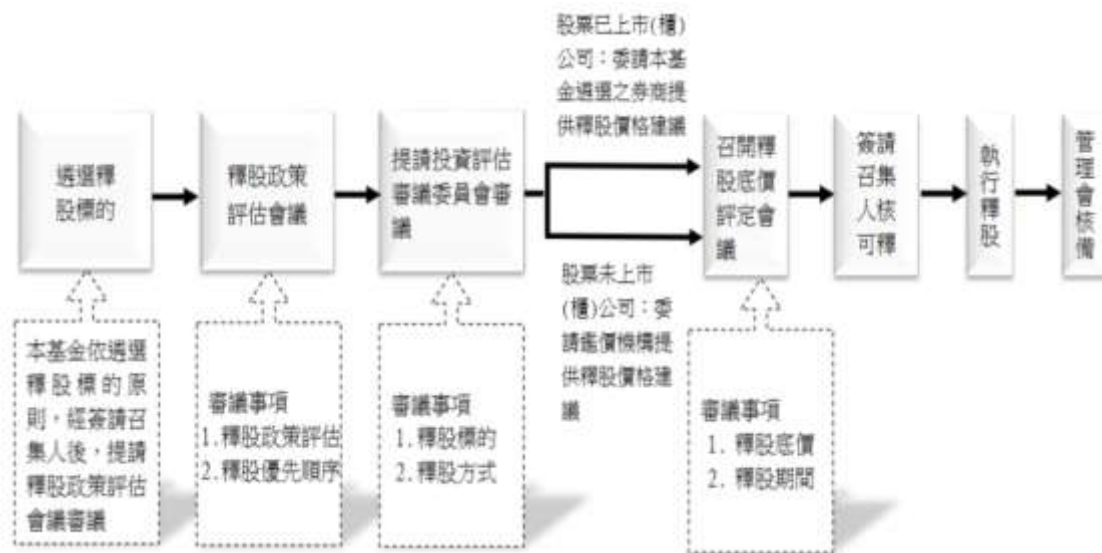 遴選釋
股標的
釋股政策
評估會議
提請投資評估
審議委員會審
議
股票已上市(櫃)
公司：委請本基
金遴選之券商提
供釋股價格建議
股票未上市
(櫃)公司：委
請鑑價機構提
供釋股價格建
議
召開釋
股底價
評定會
議
簽請
召集
人核
可釋
執行釋股
管理會核備
本基金依遴選
釋股標的原
則，經簽請召
集人後，提請
釋股政策評估
會議審議
審議事項
1.釋股政策評估
2.釋股優先順序
審議事項
1. 釋股標的
2. 釋股方式
審議事項
1. 釋股底價
2. 釋股期間